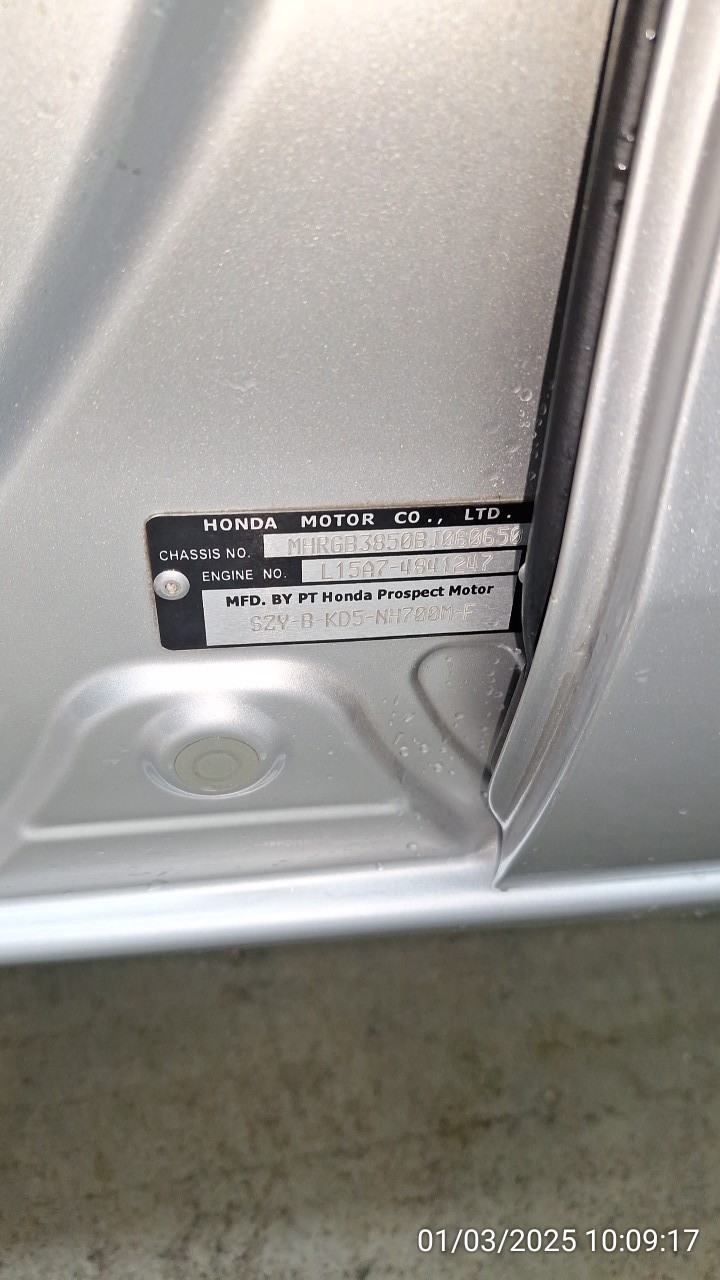 HONDA MOTOR CO., LTD.
CHASSIS NO. MHRGB3850BJ060650
ENGINE NO. L15A7-4841247
MFD. BY PT Honda Prospect Motor
SZY-B-KD5-NH700M-F
01/03/2025 10:09:17